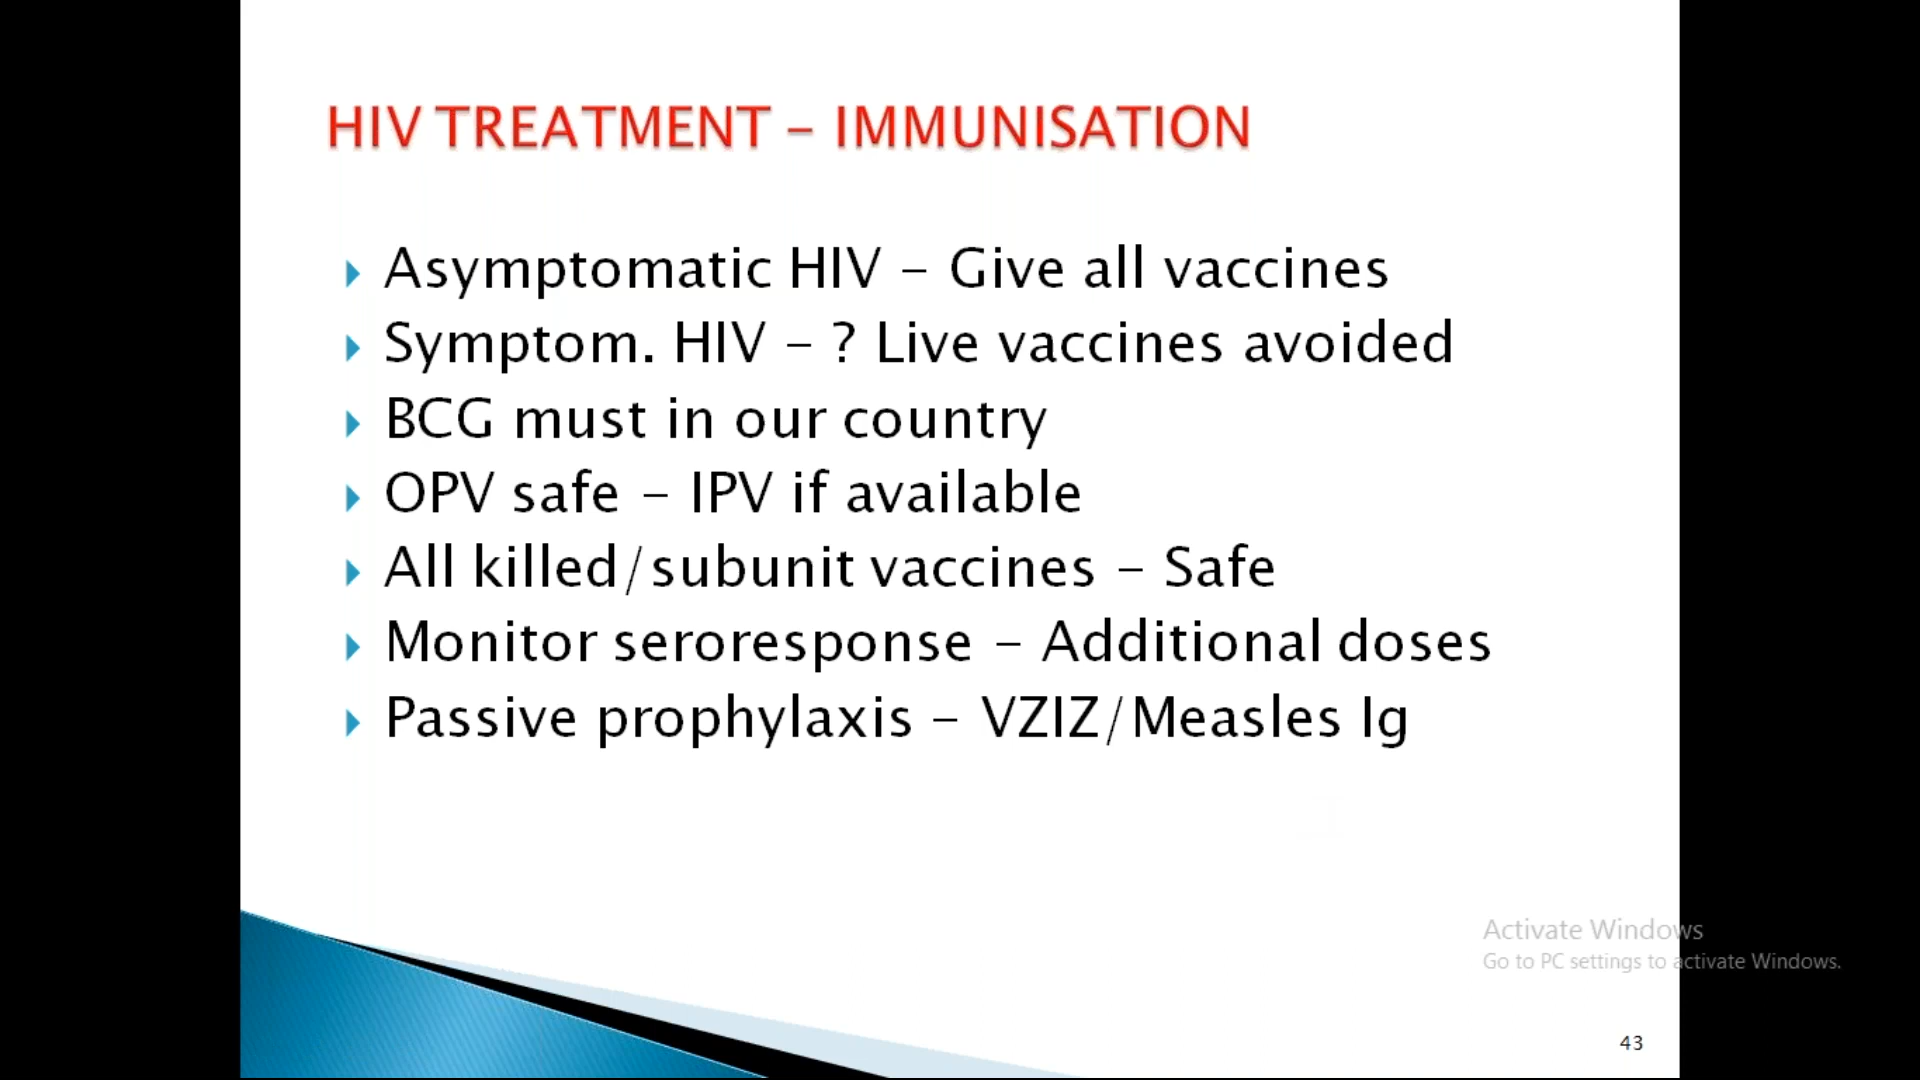 HIV TREATMENT – IMMUNISATION
Asymptomatic HIV – Give all vaccines
Symptom. HIV – ? Live vaccines avoided
BCG must in our country
OPV safe – IPV if available
All killed/subunit vaccines – Safe
Monitor seroresponse – Additional doses
Passive prophylaxis – VZIZ/Measles Ig
Activate Windows
Go to PC settings to activate Windows.
43